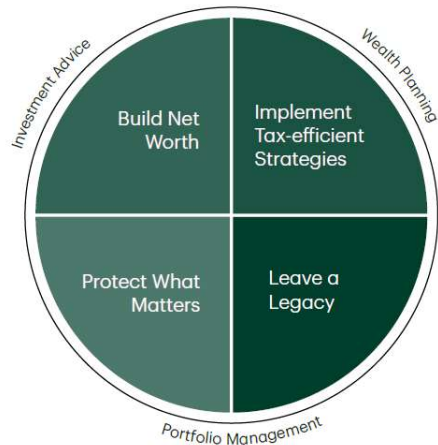 Investment Advice
Wealth Planning
Build Net
Worth
Implement
Tax-efficient
Strategies
Protect What
Matters
Leave a
Legacy
Portfolio Management